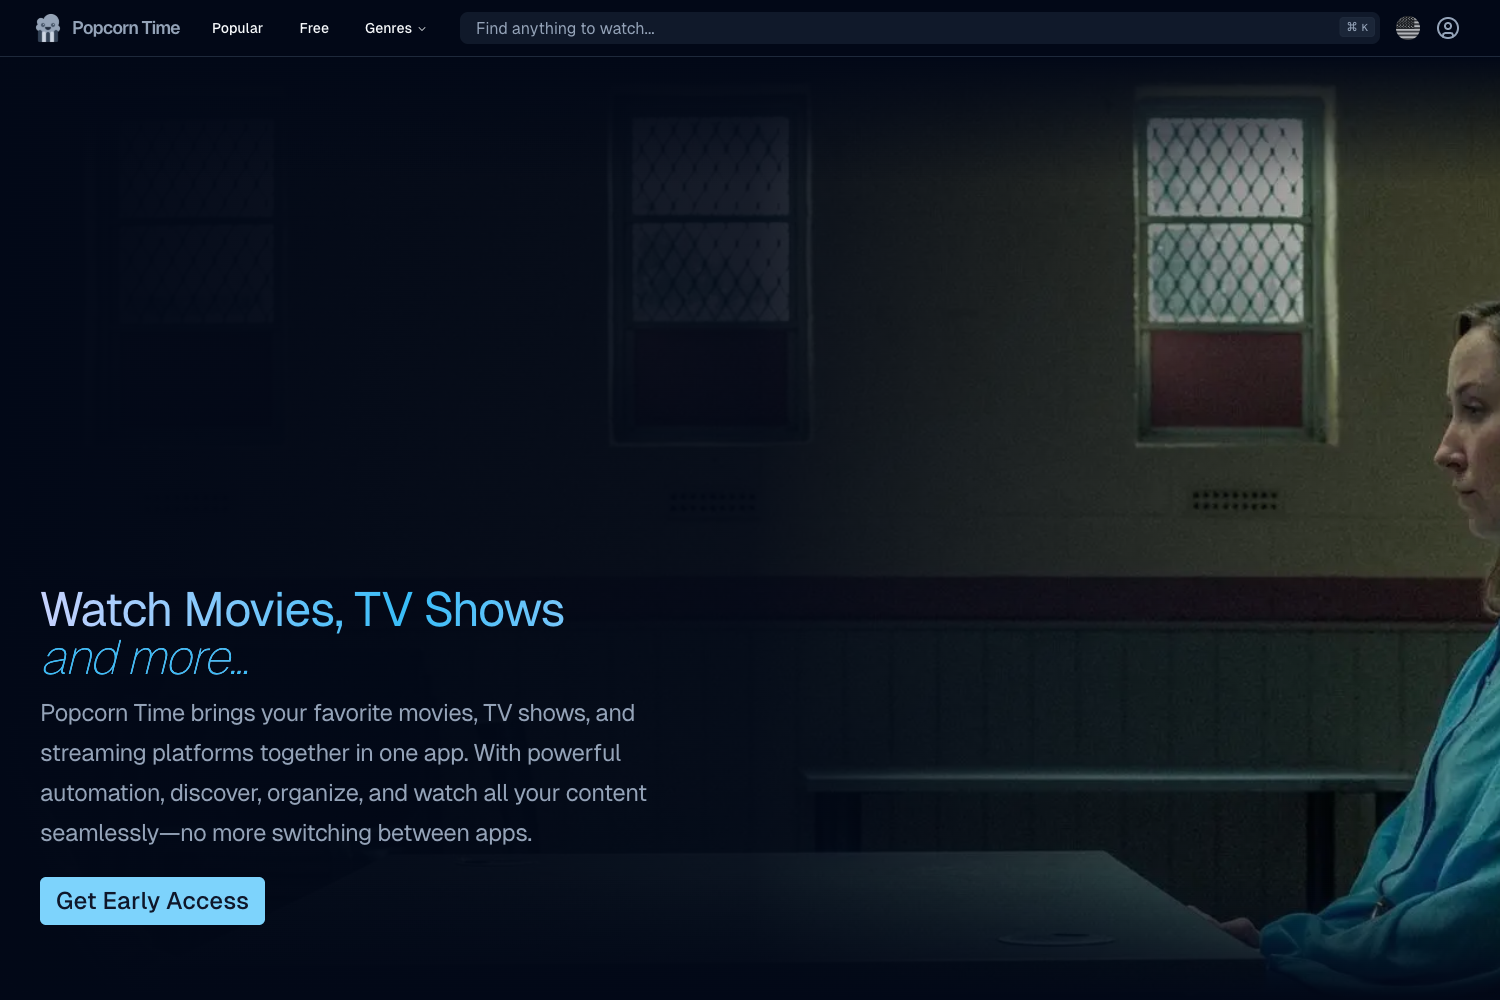 Popcorn Time
Popular
Free
Genres
Find anything to watch...
⌘ K
Watch Movies, TV Shows
and more...
Popcorn Time brings your favorite movies, TV shows, and
streaming platforms together in one app. With powerful
automation, discover, organize, and watch all your content
seamlessly—no more switching between apps.
Get Early Access